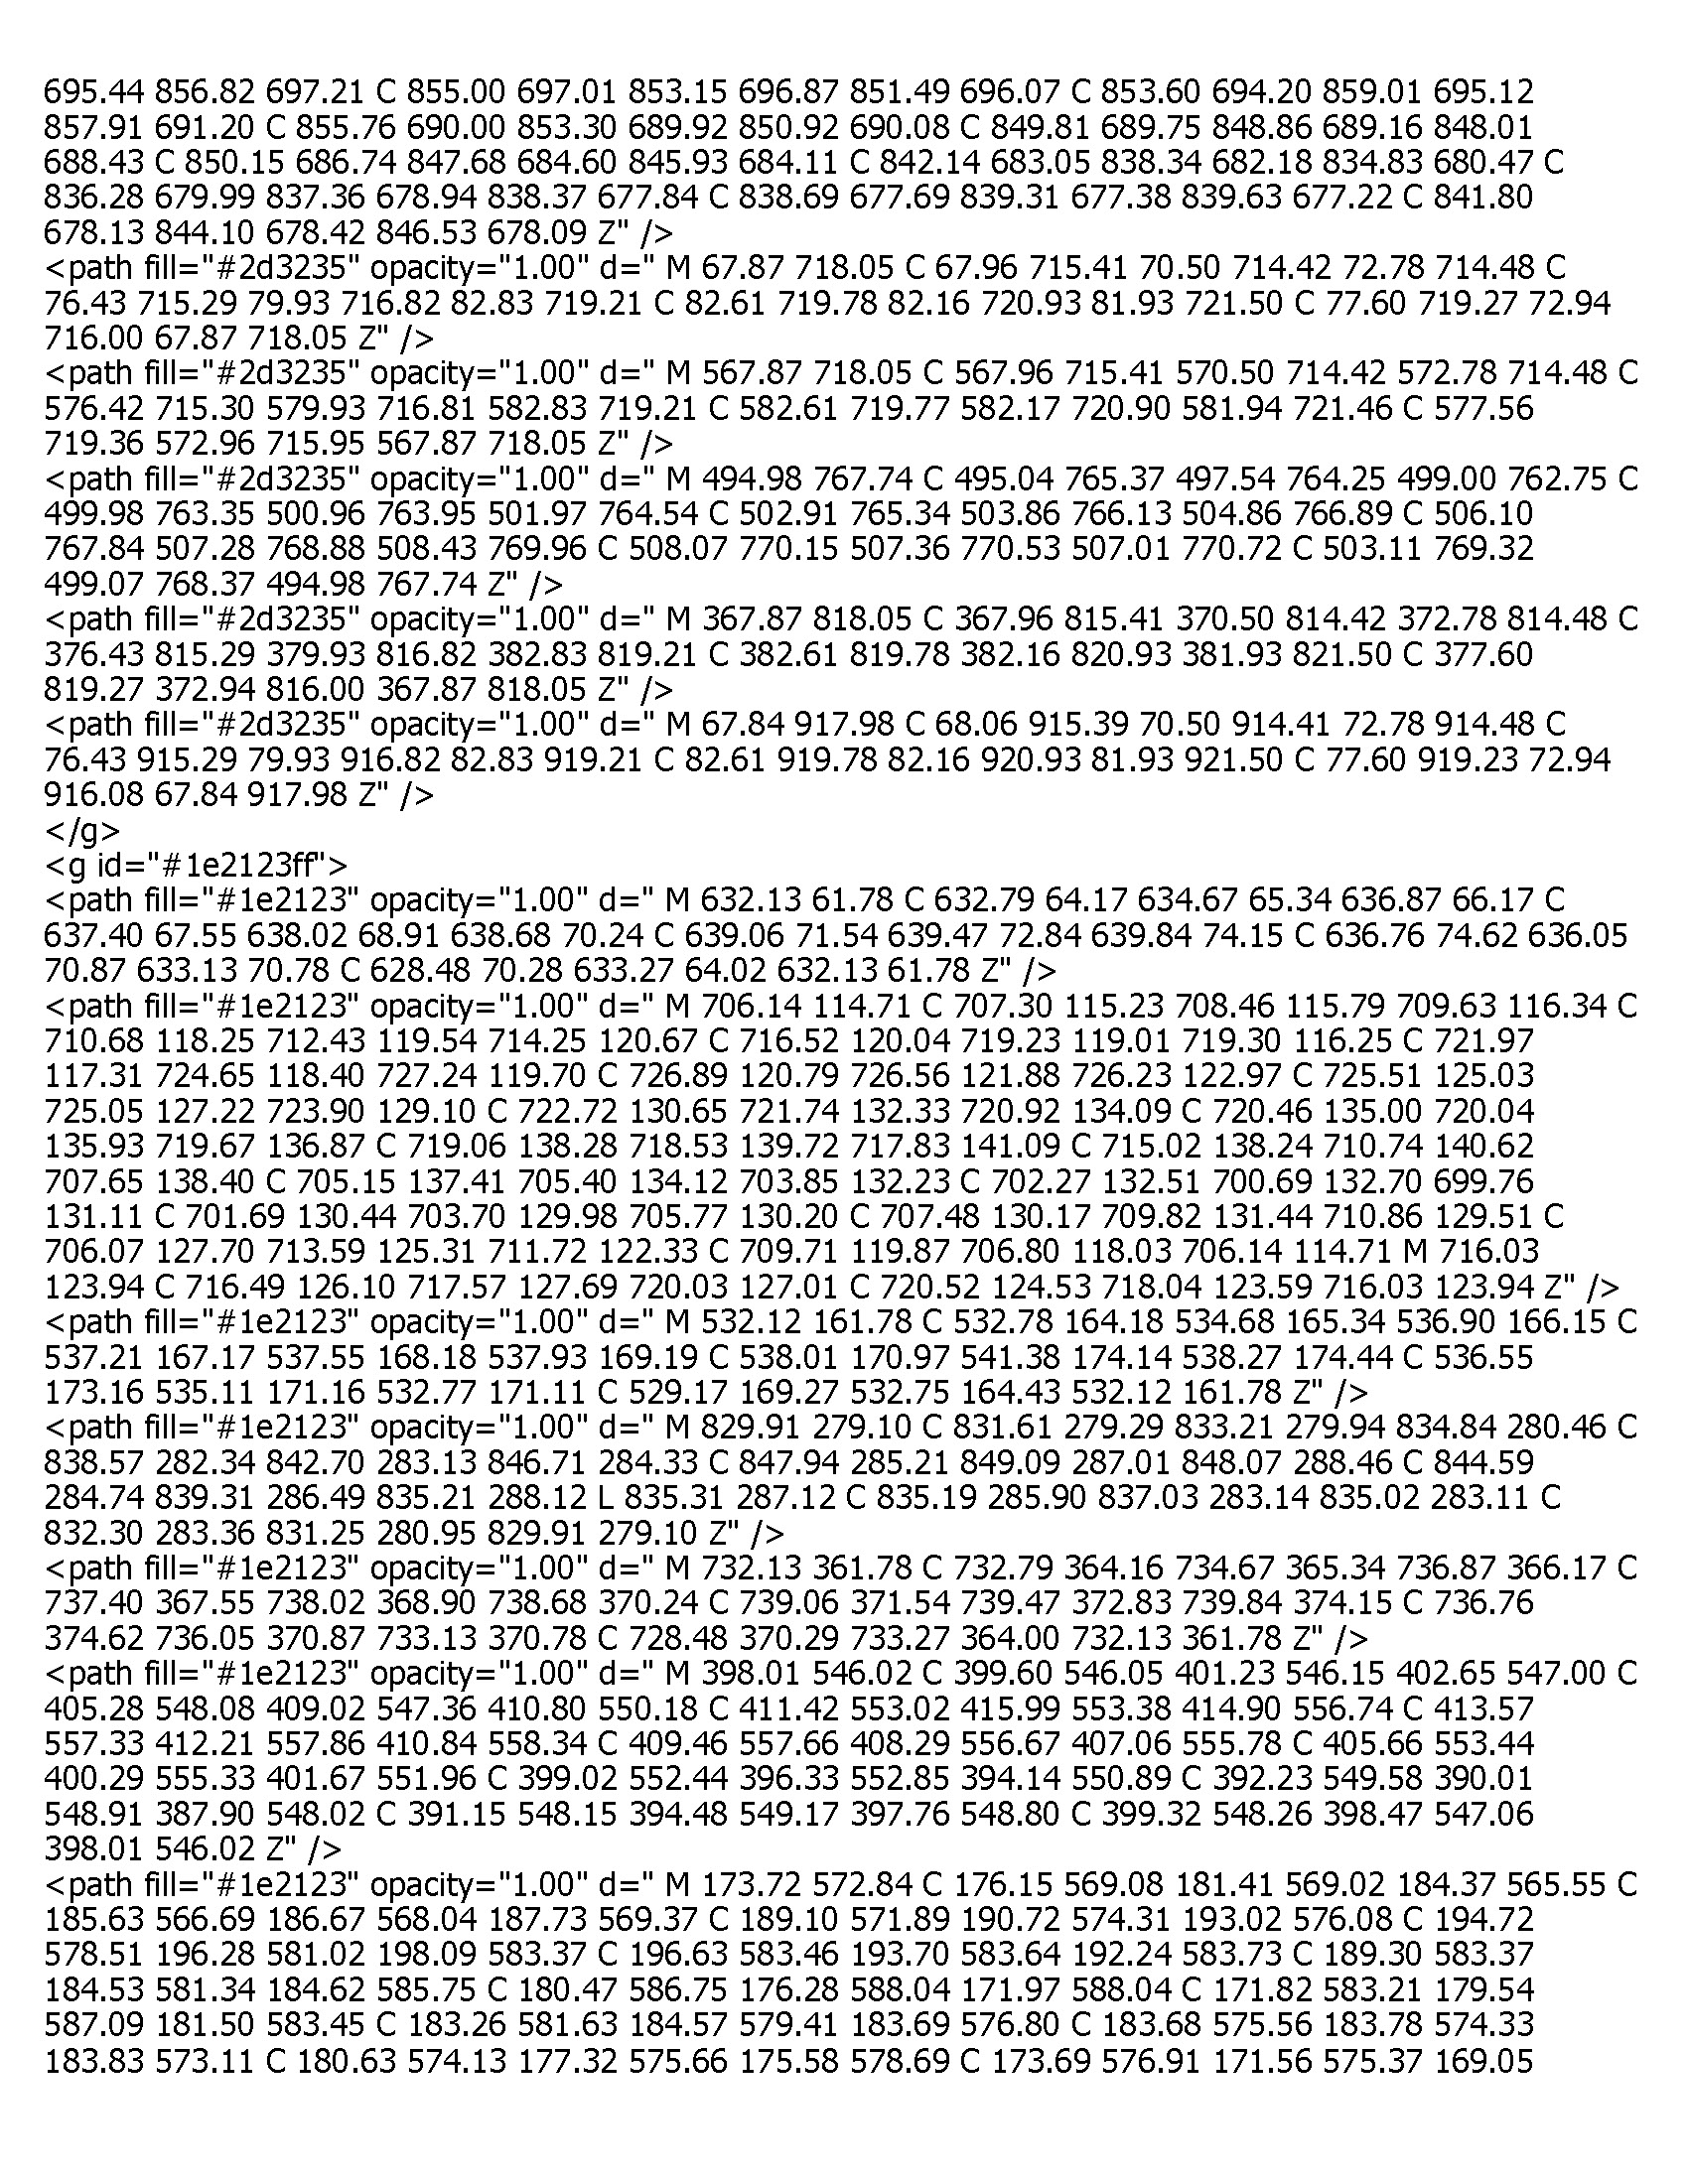 695.44 856.82 697.21 C 855.00 697.01 853.15 696.87 851.49 696.07 C 853.60 694.20 859.01 695.12
857.91 691.20 C 855.76 690.00 853.30 689.92 850.92 690.08 C 849.81 689.75 848.86 689.16 848.01
688.43 C 850.15 686.74 847.68 684.60 845.93 684.11 C 842.14 683.05 838.34 682.18 834.83 680.47 C
836.28 679.99 837.36 678.94 838.37 677.84 C 838.69 677.69 839.31 677.38 839.63 677.22 C 841.80
678.13 844.10 678.42 846.53 678.09 Z" />
<path fill="#2d3235" opacity="1.00" d=" M 67.87 718.05 C 67.96 715.41 70.50 714.42 72.78 714.48 C
76.43 715.29 79.93 716.82 82.83 719.21 C 82.61 719.78 82.16 720.93 81.93 721.50 C 77.60 719.27 72.94
716.00 67.87 718.05 Z" />
<path fill="#2d3235" opacity="1.00" d=" M 567.87 718.05 C 567.96 715.41 570.50 714.42 572.78 714.48 C
576.42 715.30 579.93 716.81 582.83 719.21 C 582.61 719.77 582.17 720.90 581.94 721.46 C 577.56
719.36 572.96 715.95 567.87 718.05 Z" />
<path fill="#2d3235" opacity="1.00" d=" M 494.98 767.74 C 495.04 765.37 497.54 764.25 499.00 762.75 C
499.98 763.35 500.96 763.95 501.97 764.54 C 502.91 765.34 503.86 766.13 504.86 766.89 C 506.10
767.84 507.28 768.88 508.43 769.96 C 508.07 770.15 507.36 770.53 507.01 770.72 C 503.11 769.32
499.07 768.37 494.98 767.74 Z" />
<path fill="#2d3235" opacity="1.00" d=" M 367.87 818.05 C 367.96 815.41 370.50 814.42 372.78 814.48 C
376.43 815.29 379.93 816.82 382.83 819.21 C 382.61 819.78 382.16 820.93 381.93 821.50 C 377.60
819.27 372.94 816.00 367.87 818.05 Z" />
<path fill="#2d3235" opacity="1.00" d=" M 67.84 917.98 C 68.06 915.39 70.50 914.41 72.78 914.48 C
76.43 915.29 79.93 916.82 82.83 919.21 C 82.61 919.78 82.16 920.93 81.93 921.50 C 77.60 919.23 72.94
916.08 67.84 917.98 Z" />
</g>
<g id="#1e2123ff">
<path fill="#1e2123" opacity="1.00" d=" M 632.13 61.78 C 632.79 64.17 634.67 65.34 636.87 66.17 C
637.40 67.55 638.02 68.91 638.68 70.24 C 639.06 71.54 639.47 72.84 639.84 74.15 C 636.76 74.62 636.05
70.87 633.13 70.78 C 628.48 70.28 633.27 64.02 632.13 61.78 Z" />
<path fill="#1e2123" opacity="1.00" d=" M 706.14 114.71 C 707.30 115.23 708.46 115.79 709.63 116.34 C
710.68 118.25 712.43 119.54 714.25 120.67 C 716.52 120.04 719.23 119.01 719.30 116.25 C 721.97
117.31 724.65 118.40 727.24 119.70 C 726.89 120.79 726.56 121.88 726.23 122.97 C 725.51 125.03
725.05 127.22 723.90 129.10 C 722.72 130.65 721.74 132.33 720.92 134.09 C 720.46 135.00 720.04
135.93 719.67 136.87 C 719.06 138.28 718.53 139.72 717.83 141.09 C 715.02 138.24 710.74 140.62
707.65 138.40 C 705.15 137.41 705.40 134.12 703.85 132.23 C 702.27 132.51 700.69 132.70 699.76
131.11 C 701.69 130.44 703.70 129.98 705.77 130.20 C 707.48 130.17 709.82 131.44 710.86 129.51 C
706.07 127.70 713.59 125.31 711.72 122.33 C 709.71 119.87 706.80 118.03 706.14 114.71 M 716.03
123.94 C 716.49 126.10 717.57 127.69 720.03 127.01 C 720.52 124.53 718.04 123.59 716.03 123.94 Z" />
<path fill="#1e2123" opacity="1.00" d=" M 532.12 161.78 C 532.78 164.18 534.68 165.34 536.90 166.15 C
537.21 167.17 537.55 168.18 537.93 169.19 C 538.01 170.97 541.38 174.14 538.27 174.44 C 536.55
173.16 535.11 171.16 532.77 171.11 C 529.17 169.27 532.75 164.43 532.12 161.78 Z" />
<path fill="#1e2123" opacity="1.00" d=" M 829.91 279.10 C 831.61 279.29 833.21 279.94 834.84 280.46 C
838.57 282.34 842.70 283.13 846.71 284.33 C 847.94 285.21 849.09 287.01 848.07 288.46 C 844.59
284.74 839.31 286.49 835.21 288.12 L 835.31 287.12 C 835.19 285.90 837.03 283.14 835.02 283.11 C
832.30 283.36 831.25 280.95 829.91 279.10 Z" />
<path fill="#1e2123" opacity="1.00" d=" M 732.13 361.78 C 732.79 364.16 734.67 365.34 736.87 366.17 C
737.40 367.55 738.02 368.90 738.68 370.24 C 739.06 371.54 739.47 372.83 739.84 374.15 C 736.76
374.62 736.05 370.87 733.13 370.78 C 728.48 370.29 733.27 364.00 732.13 361.78 Z" />
<path fill="#1e2123" opacity="1.00" d=" M 398.01 546.02 C 399.60 546.05 401.23 546.15 402.65 547.00 C
405.28 548.08 409.02 547.36 410.80 550.18 C 411.42 553.02 415.99 553.38 414.90 556.74 C 413.57
557.33 412.21 557.86 410.84 558.34 C 409.46 557.66 408.29 556.67 407.06 555.78 C 405.66 553.44
400.29 555.33 401.67 551.96 C 399.02 552.44 396.33 552.85 394.14 550.89 C 392.23 549.58 390.01
548.91 387.90 548.02 C 391.15 548.15 394.48 549.17 397.76 548.80 C 399.32 548.26 398.47 547.06
398.01 546.02 Z" />
<path fill="#1e2123" opacity="1.00" d=" M 173.72 572.84 C 176.15 569.08 181.41 569.02 184.37 565.55 C
185.63 566.69 186.67 568.04 187.73 569.37 C 189.10 571.89 190.72 574.31 193.02 576.08 C 194.72
578.51 196.28 581.02 198.09 583.37 C 196.63 583.46 193.70 583.64 192.24 583.73 C 189.30 583.37
184.53 581.34 184.62 585.75 C 180.47 586.75 176.28 588.04 171.97 588.04 C 171.82 583.21 179.54
587.09 181.50 583.45 C 183.26 581.63 184.57 579.41 183.69 576.80 C 183.68 575.56 183.78 574.33
183.83 573.11 C 180.63 574.13 177.32 575.66 175.58 578.69 C 173.69 576.91 171.56 575.37 169.05